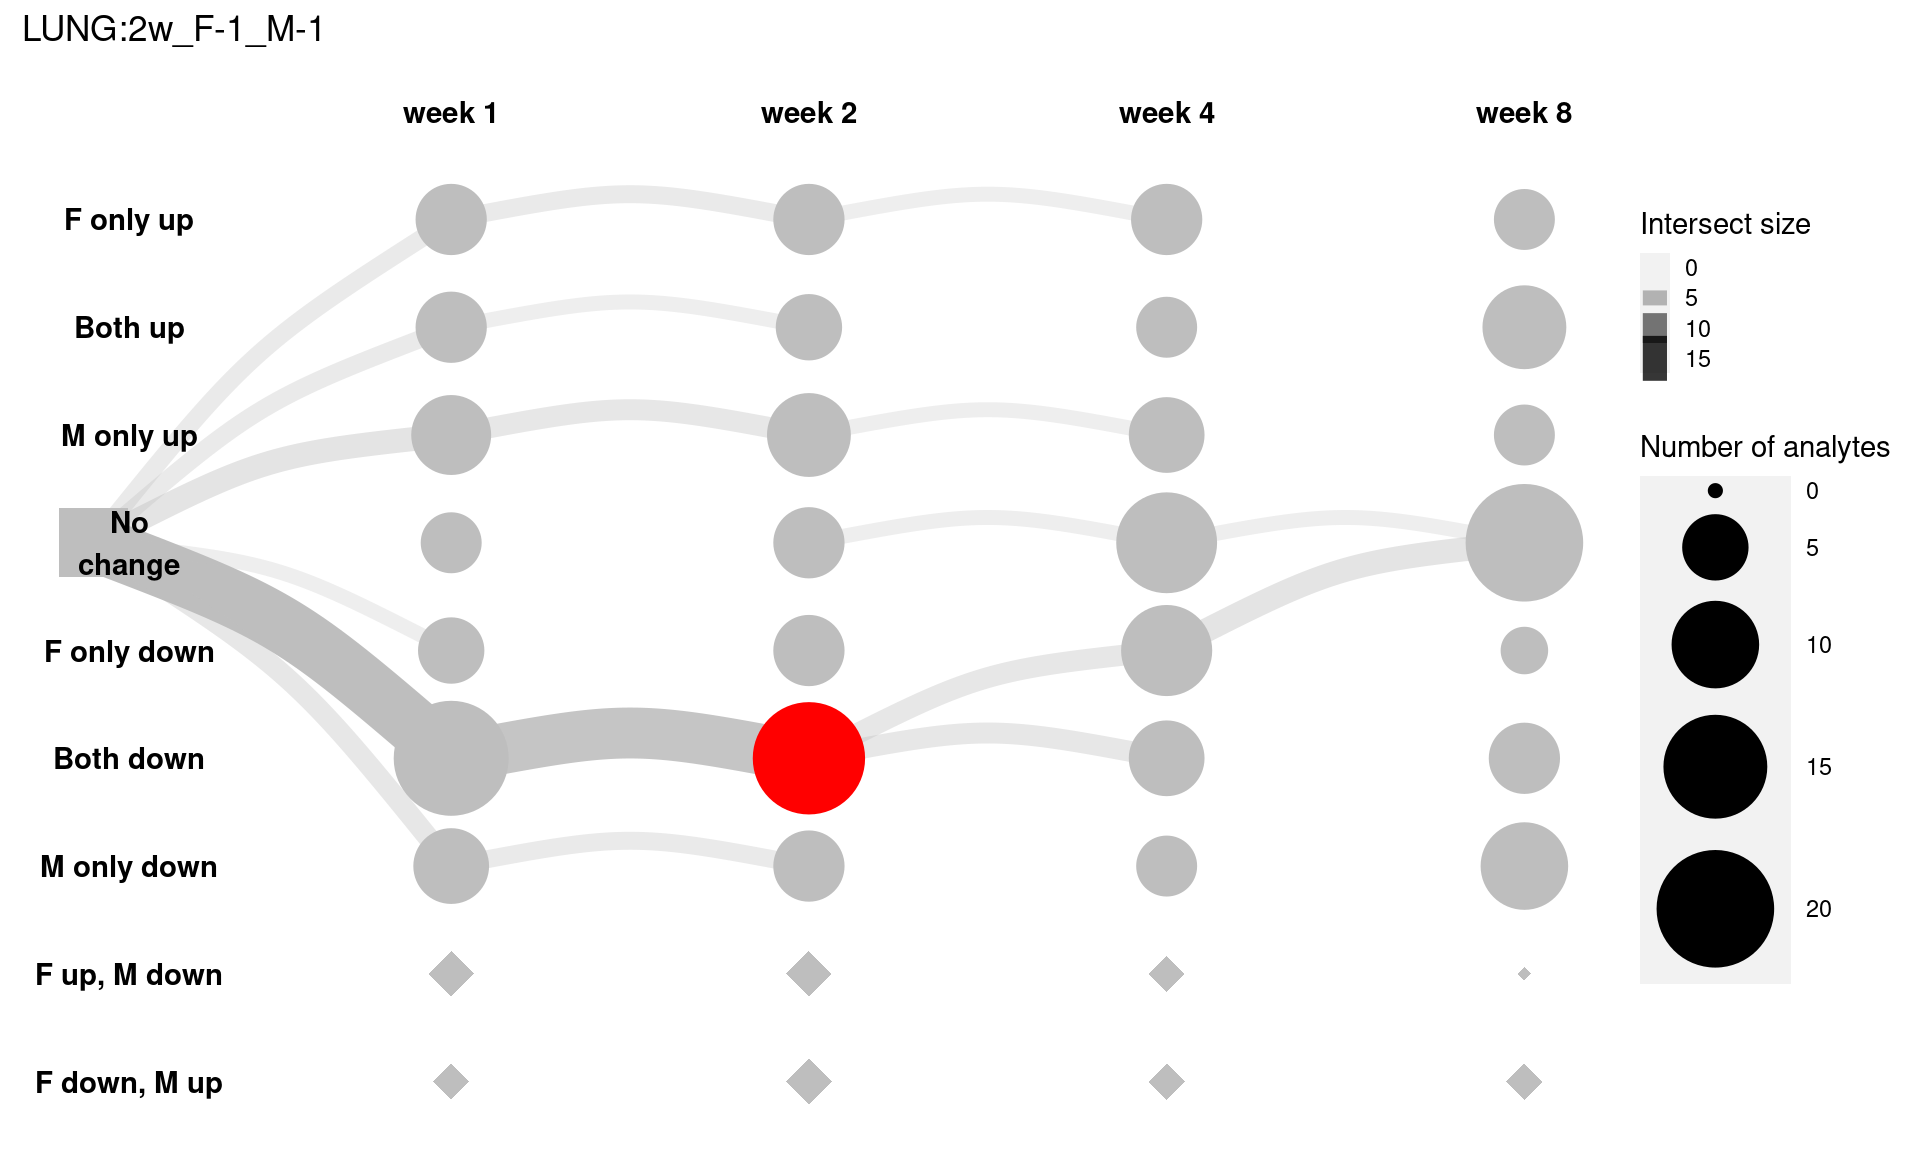 LUNG:2w_F-1_M-1
week 1
week 2
week 4
week 8
F only up
Both up
M only up
No
change
F only down
Both down
M only down
F up, M down
F down, M up
Intersect size
0
5
10
15
Number of analytes
0
5
10
15
20